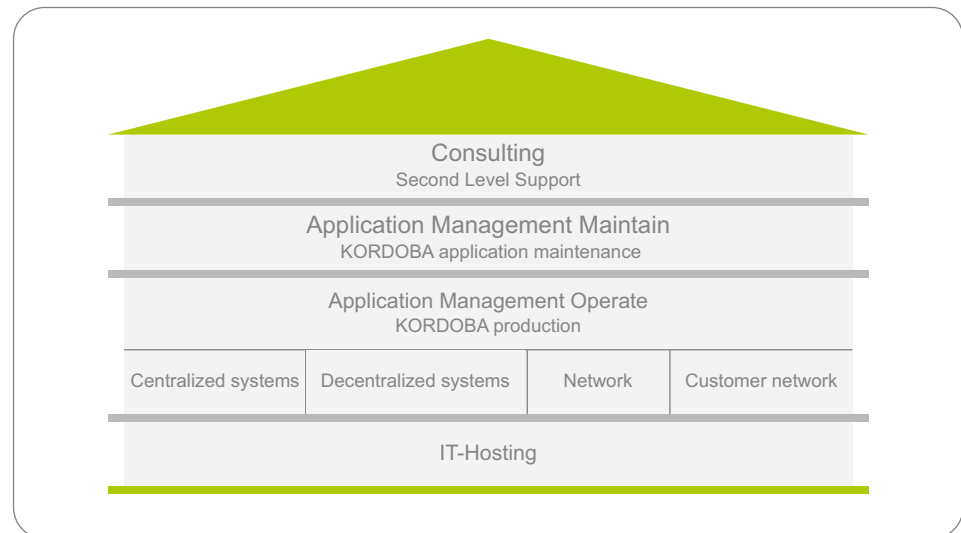 Consulting
Second Level Support
Application Management Maintain
KORDOBA application maintenance
Application Management Operate
KORDOBA production
Centralized systems
Decentralized systems
Network
Customer network
IT-Hosting